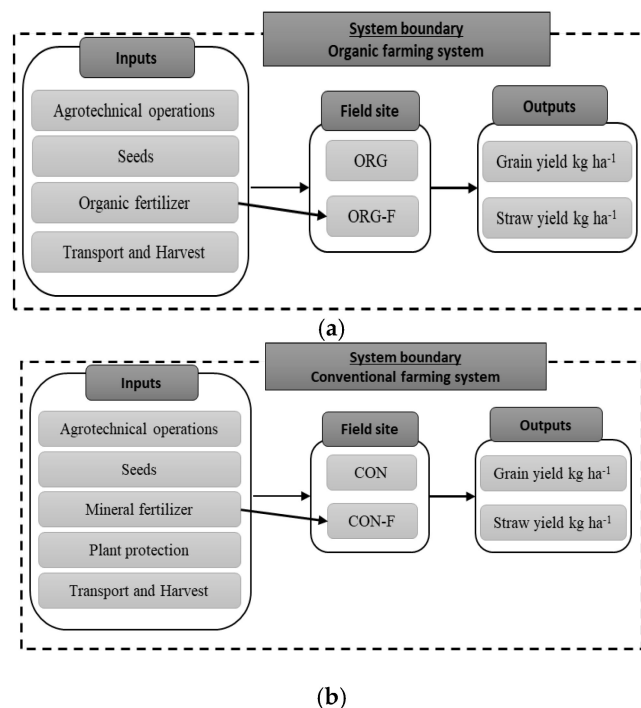 System boundary
Organic farming system
Inputs
Agrotechnical operations
Seeds
Organic fertilizer
Transport and Harvest
Field site
ORG
ORG-F
Outputs
Grain yield kg ha⁻¹
Straw yield kg ha⁻¹
(a)
System boundary
Conventional farming system
Inputs
Agrotechnical operations
Seeds
Mineral fertilizer
Plant protection
Transport and Harvest
Field site
CON
CON-F
Outputs
Grain yield kg ha⁻¹
Straw yield kg ha⁻¹
(b)